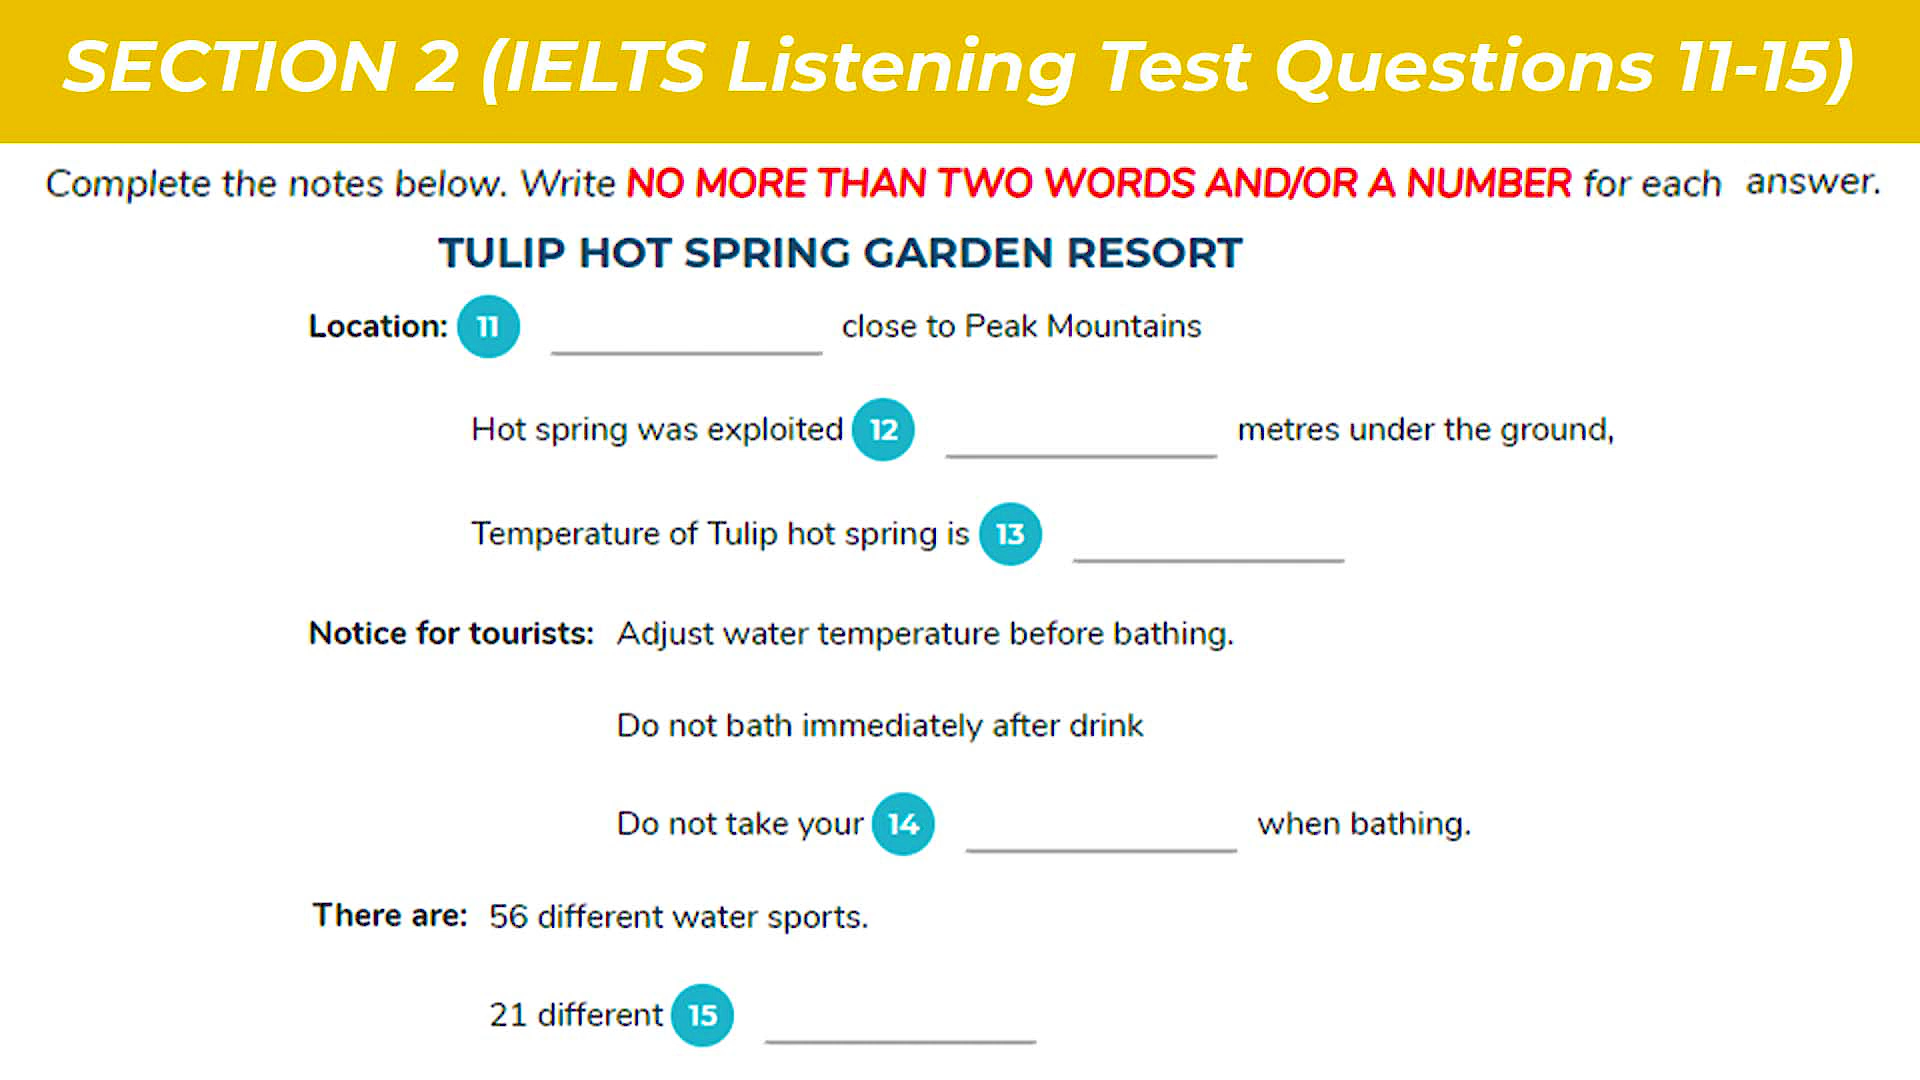 SECTION 2 (IELTS Listening Test Questions 11-15)
Complete the notes below. Write NO MORE THAN TWO WORDS AND/OR A NUMBER for each answer.
TULIP HOT SPRING GARDEN RESORT
Location: 11 close to Peak Mountains
Hot spring was exploited 12 metres under the ground,
Temperature of Tulip hot spring is 13
Notice for tourists: Adjust water temperature before bathing.
Do not bath immediately after drink
Do not take your 14 when bathing.
There are: 56 different water sports.
21 different 15